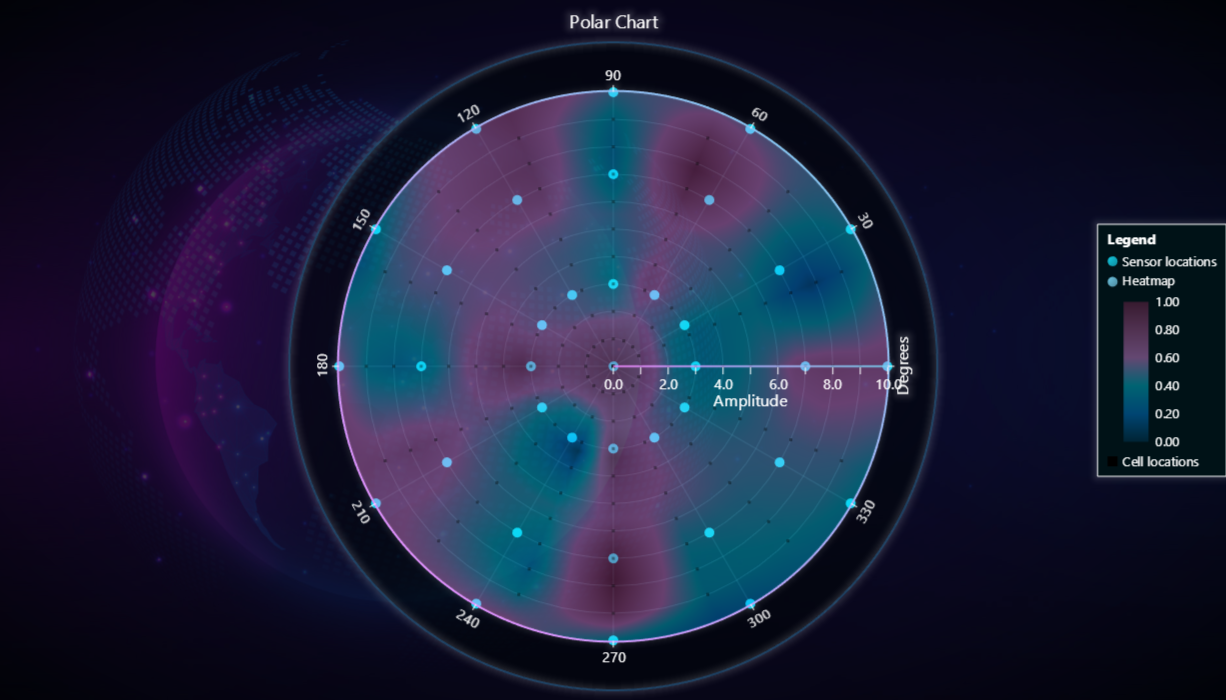 Polar Chart
90
120
60
150
30
180
0.0 2.0 4.0 6.0 8.0 10.0
Amplitude
Degrees
210
330
240
300
270
Legend
Sensor locations
Heatmap
1.00
0.80
0.60
0.40
0.20
0.00
Cell locations